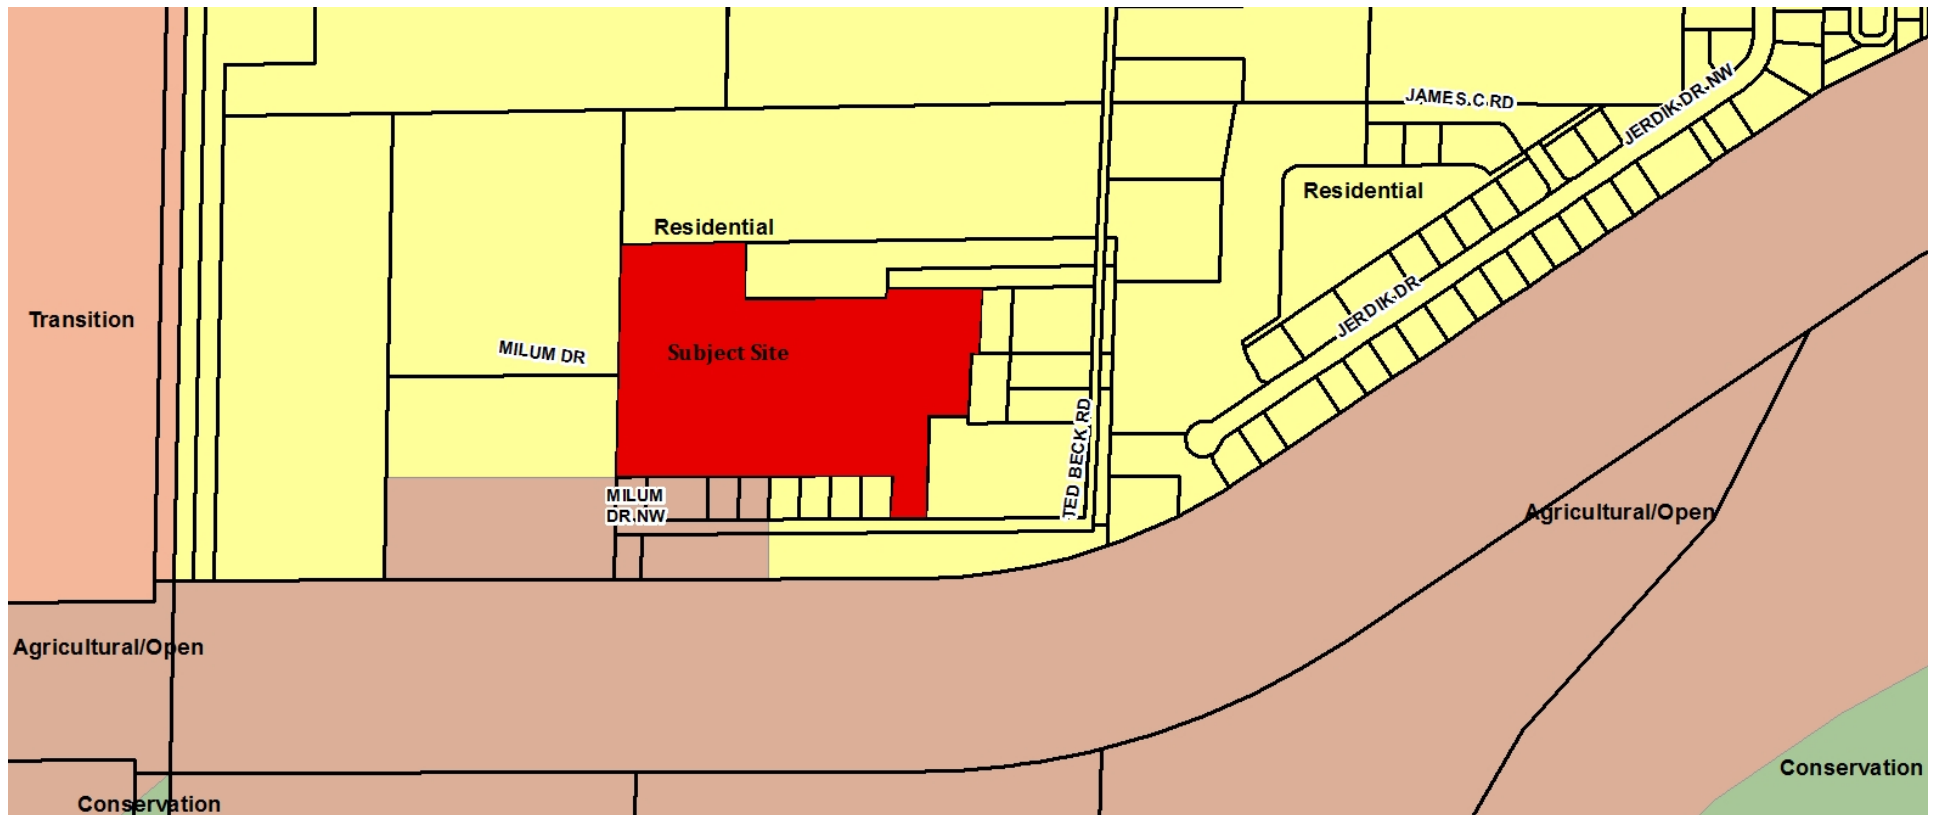 JAMES C RD
JERDIK DR NW
Residential
Residential
Transition
JERDIK DR
MILUM DR
Subject Site
TED BECK RD
MILUM
DR NW
Agricultural/Open
Agricultural/Open
Conservation
Conservation